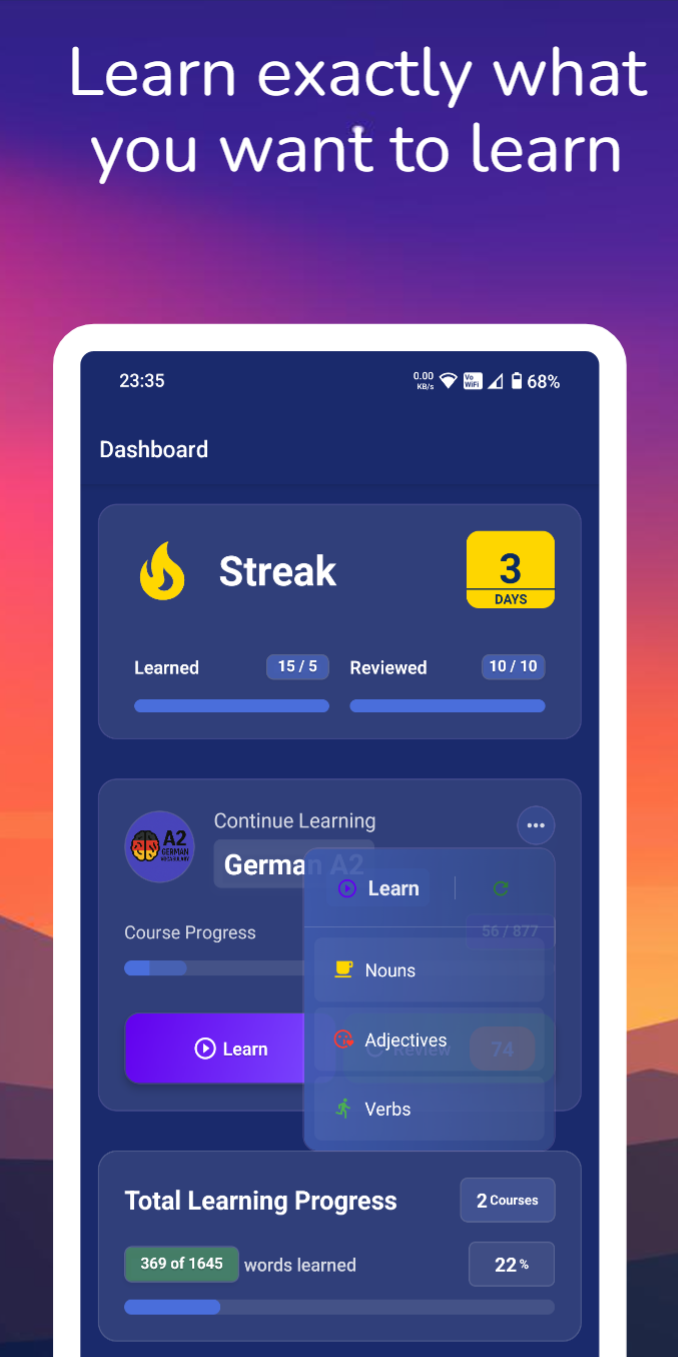 Learn exactly what
you want to learn
23:35
0.00 KB/s Vo WiFi 68%
Dashboard
Streak
3
DAYS
Learned 15 / 5 Reviewed 10 / 10
A2
GERMAN
Continue Learning
German A2
Learn
Course Progress 56 / 877
Nouns
Learn Review 74
Adjectives
Verbs
Total Learning Progress 2 Courses
369 of 1645 words learned 22 %